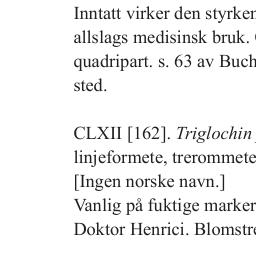 Inntatt virker den styrken
allslags medisinsk bruk.
quadripart. s. 63 av Buch
sted.
CLXII [162]. Triglochin
linjeformete, trerommete
[Ingen norske navn.]
Vanlig på fuktige marker
Doktor Henrici. Blomstre